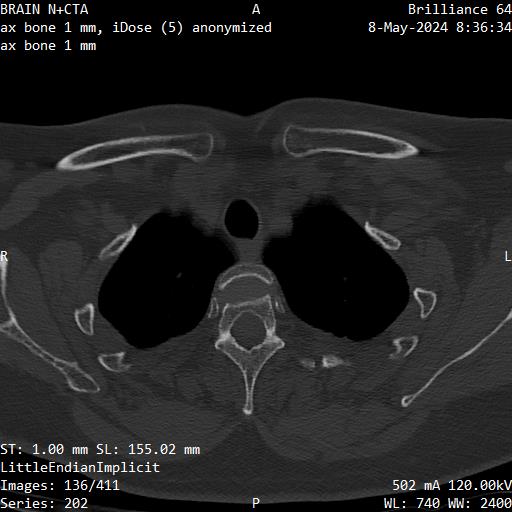 BRAIN N+CTA
A
Brilliance 64
ax bone 1 mm, iDose (5) anonymized
8-May-2024 8:36:34
ax bone 1 mm
R
L
ST: 1.00 mm SL: 155.02 mm
LittleEndianImplicit
Images: 136/411
502 mA 120.00kV
Series: 202
P
WL: 740 WW: 2400